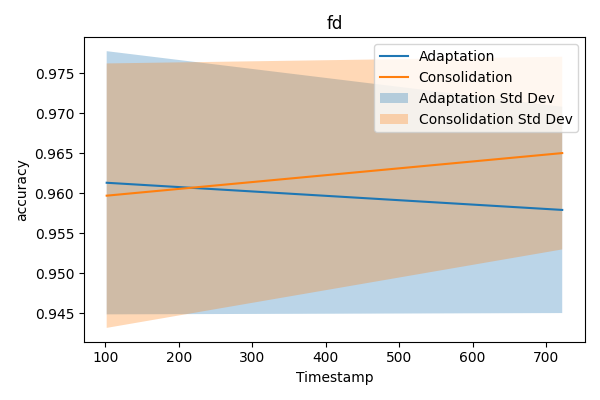 fd
Adaptation
Consolidation
Adaptation Std Dev
Consolidation Std Dev
accuracy
0.975
0.970
0.965
0.960
0.955
0.950
0.945
100 200 300 400 500 600 700
Timestamp